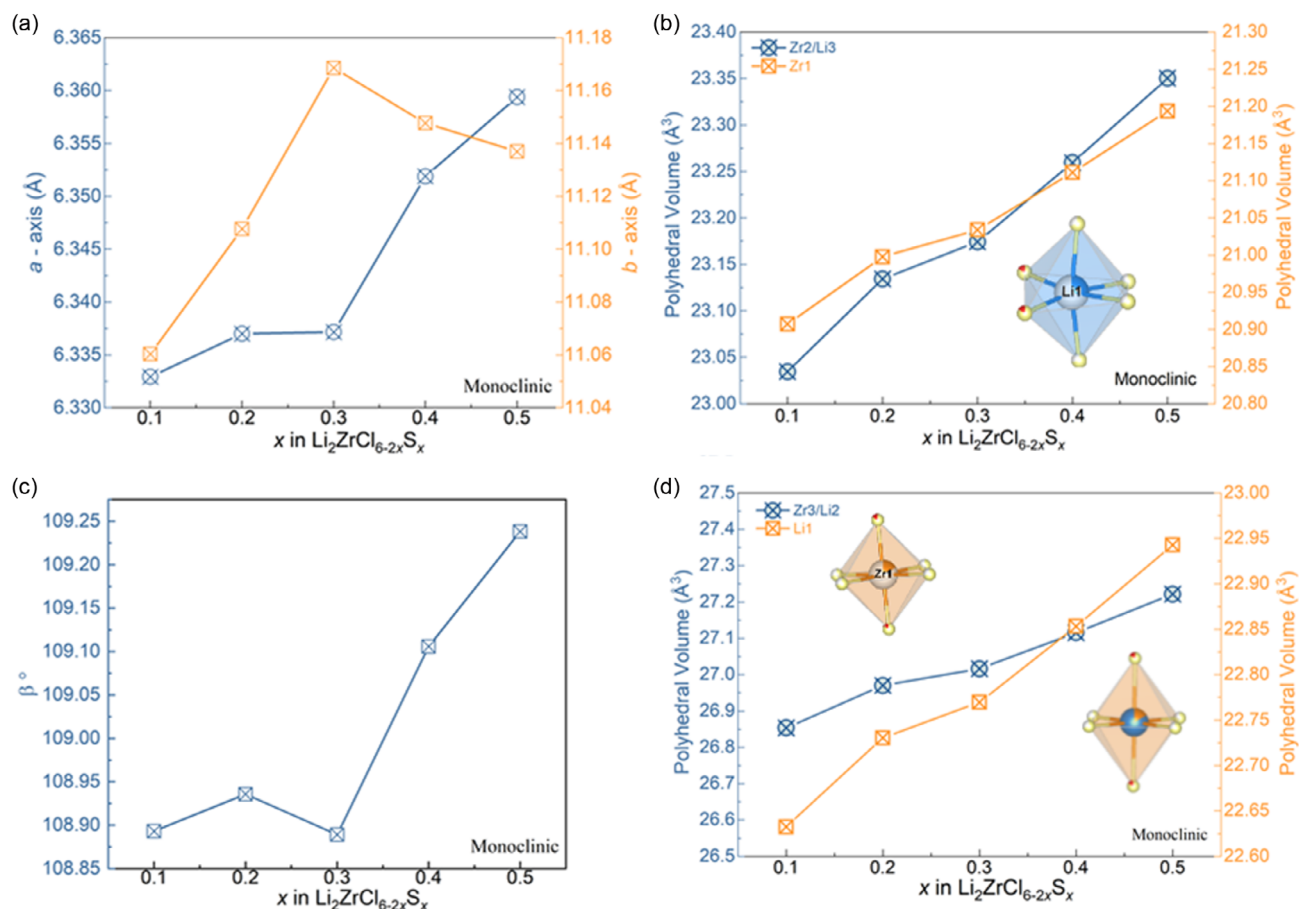 (a)
6.365
6.360
6.355
6.350
6.345
6.340
6.335
6.330
a - axis (Å)
11.18
11.16
11.14
11.12
11.10
11.08
11.06
11.04
b - axis (Å)
Monoclinic
0.1 0.2 0.3 0.4 0.5
x in Li₂ZrCl₆₋₂ₓSₓ
(b)
Zr2/Li3
Zr1
23.40
23.35
23.30
23.25
23.20
23.15
23.10
23.05
23.00
Polyhedral Volume (Å³)
21.30
21.25
21.20
21.15
21.10
21.05
21.00
20.95
20.90
20.85
20.80
Polyhedral Volume (Å³)
Li1
Monoclinic
0.1 0.2 0.3 0.4 0.5
x in Li₂ZrCl₆₋₂ₓSₓ
(c)
109.25
109.20
109.15
109.10
109.05
109.00
108.95
108.90
108.85
β °
Monoclinic
0.1 0.2 0.3 0.4 0.5
x in Li₂ZrCl₆₋₂ₓSₓ
(d)
Zr3/Li2
Li1
27.5
27.4
27.3
27.2
27.1
27.0
26.9
26.8
26.7
26.6
26.5
Polyhedral Volume (Å³)
23.00
22.95
22.90
22.85
22.80
22.75
22.70
22.65
22.60
Polyhedral Volume (Å³)
Zr1
Monoclinic
0.1 0.2 0.3 0.4 0.5
x in Li₂ZrCl₆₋₂ₓSₓ